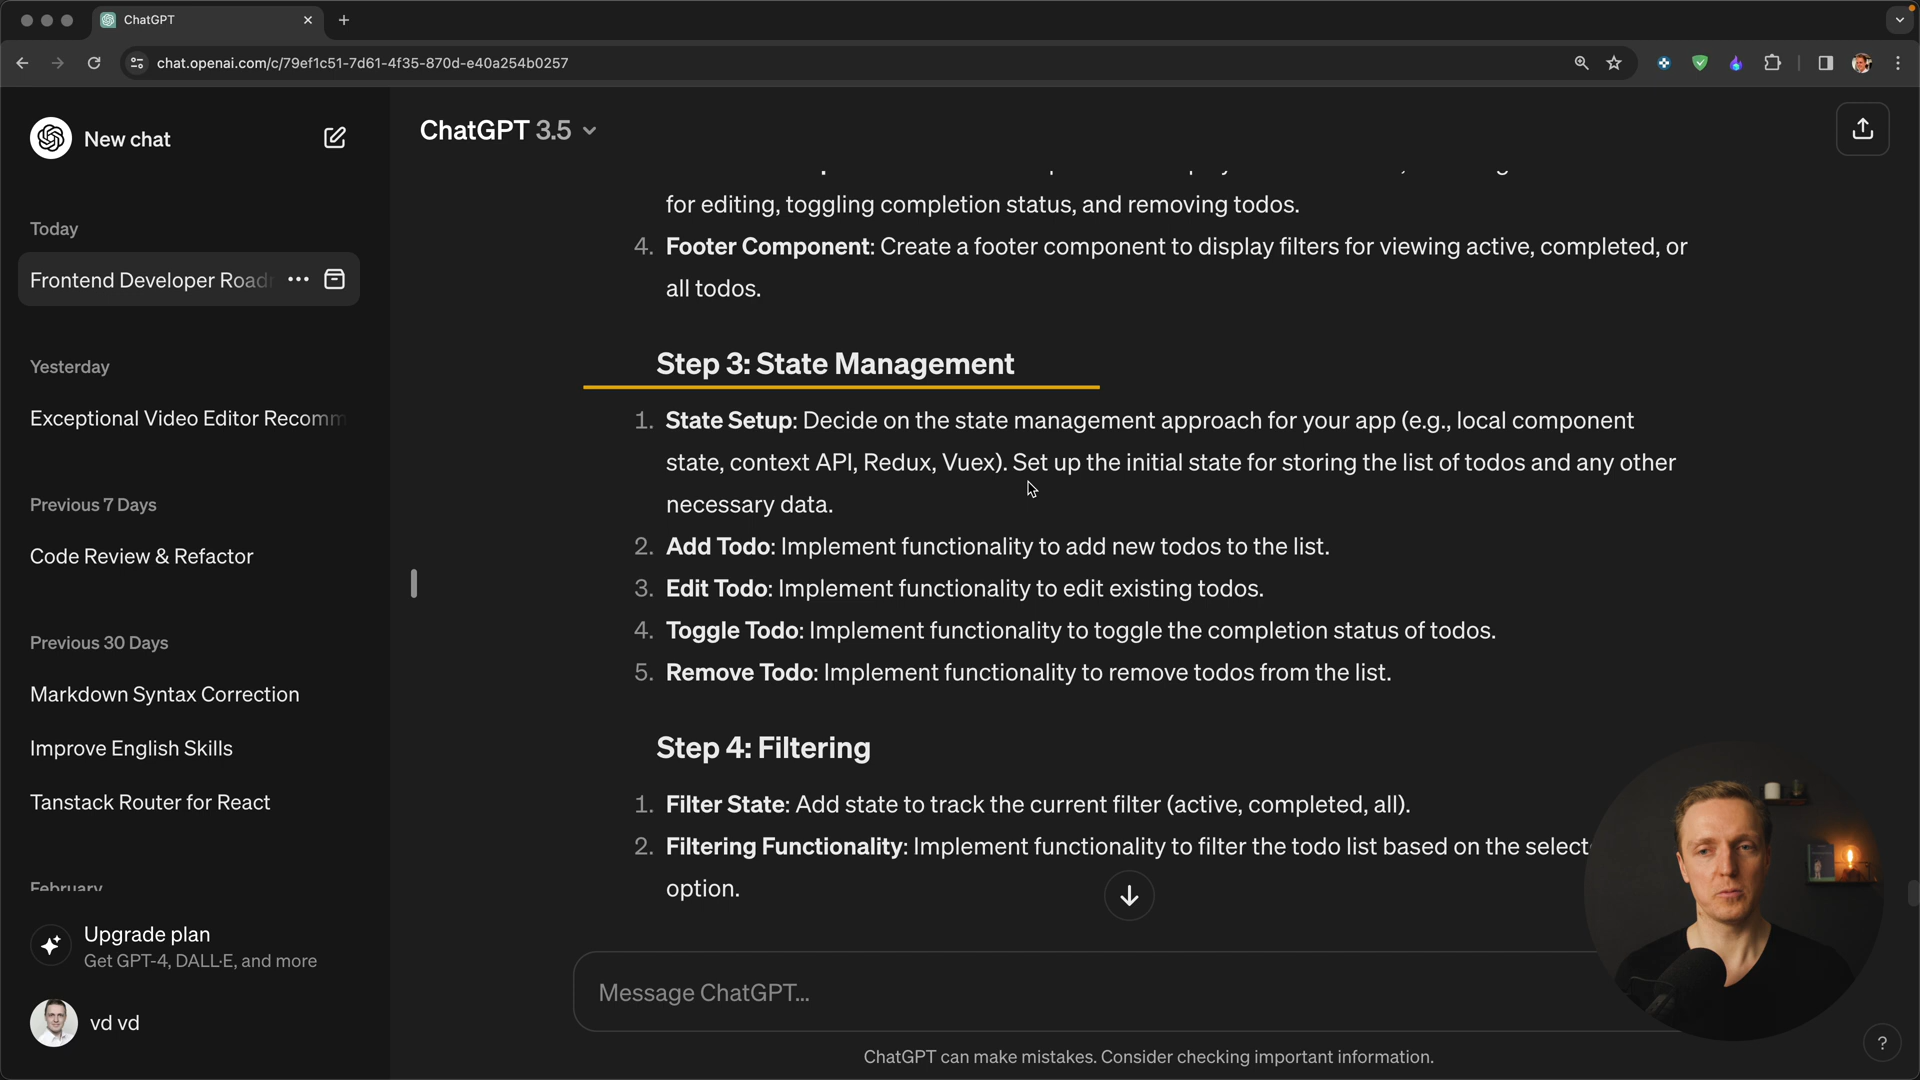 ChatGPT
chat.openai.com/c/79ef1c51-7d61-4f35-870d-e40a254b0257
New chat
ChatGPT 3.5
Today
Frontend Developer Road
Yesterday
Exceptional Video Editor Recomm
Previous 7 Days
Code Review & Refactor
Previous 30 Days
Markdown Syntax Correction
Improve English Skills
Tanstack Router for React
February
Upgrade plan
Get GPT-4, DALL·E, and more
vd vd
for editing, toggling completion status, and removing todos.
4. Footer Component: Create a footer component to display filters for viewing active, completed, or
all todos.
Step 3: State Management
1. State Setup: Decide on the state management approach for your app (e.g., local component
state, context API, Redux, Vuex). Set up the initial state for storing the list of todos and any other
necessary data.
2. Add Todo: Implement functionality to add new todos to the list.
3. Edit Todo: Implement functionality to edit existing todos.
4. Toggle Todo: Implement functionality to toggle the completion status of todos.
5. Remove Todo: Implement functionality to remove todos from the list.
Step 4: Filtering
1. Filter State: Add state to track the current filter (active, completed, all).
2. Filtering Functionality: Implement functionality to filter the todo list based on the select
option.
Message ChatGPT...
ChatGPT can make mistakes. Consider checking important information.
?